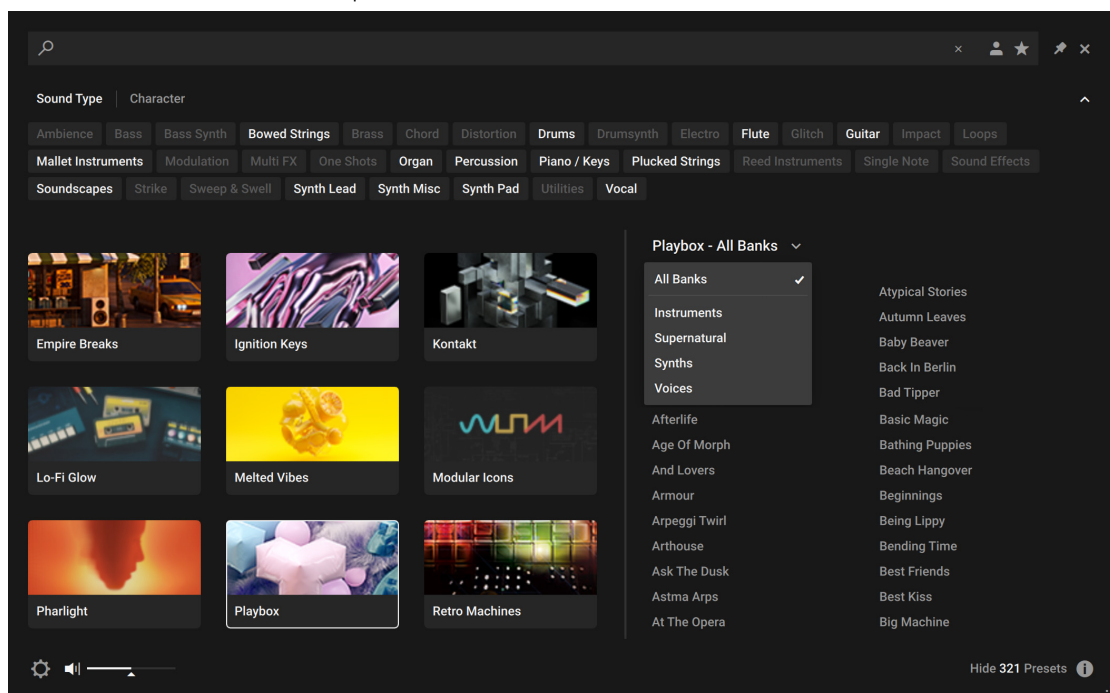 Sound Type Character
Ambience Bass Bass Synth Bowed Strings Brass Chord Distortion Drums Drumsynth Electro Flute Glitch Guitar Impact Loops
Mallet Instruments Modulation Multi FX One Shots Organ Percussion Piano / Keys Plucked Strings Reed Instruments Single Note Sound Effects
Soundscapes Strike Sweep & Swell Synth Lead Synth Misc Synth Pad Utilities Vocal
Empire Breaks
Ignition Keys
Kontakt
Lo-Fi Glow
Melted Vibes
Modular Icons
Pharlight
Playbox
Retro Machines
Playbox - All Banks
All Banks
Instruments
Supernatural
Synths
Voices
Afterlife
Age Of Morph
And Lovers
Armour
Arpeggi Twirl
Arthouse
Ask The Dusk
Astma Arps
At The Opera
Atypical Stories
Autumn Leaves
Baby Beaver
Back In Berlin
Bad Tipper
Basic Magic
Bathing Puppies
Beach Hangover
Beginnings
Being Lippy
Bending Time
Best Friends
Best Kiss
Big Machine
Hide 321 Presets